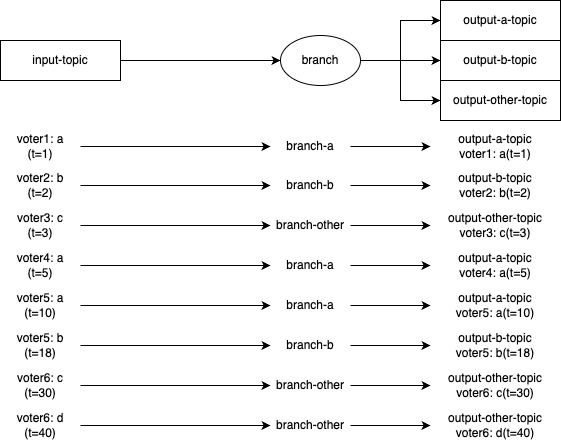 output-a-topic
input-topic
branch
output-b-topic
output-other-topic
voter1: a
(t=1)
branch-a
output-a-topic
voter1: a(t=1)
voter2: b
(t=2)
branch-b
output-b-topic
voter2: b(t=2)
voter3: c
(t=3)
branch-other
output-other-topic
voter3: c(t=3)
voter4: a
(t=5)
branch-a
output-a-topic
voter4: a(t=5)
voter5: a
(t=10)
branch-a
output-a-topic
voter5: a(t=10)
voter5: b
(t=18)
branch-b
output-b-topic
voter5: b(t=18)
voter6: c
(t=30)
branch-other
output-other-topic
voter6: c(t=30)
voter6: d
(t=40)
branch-other
output-other-topic
voter6: d(t=40)